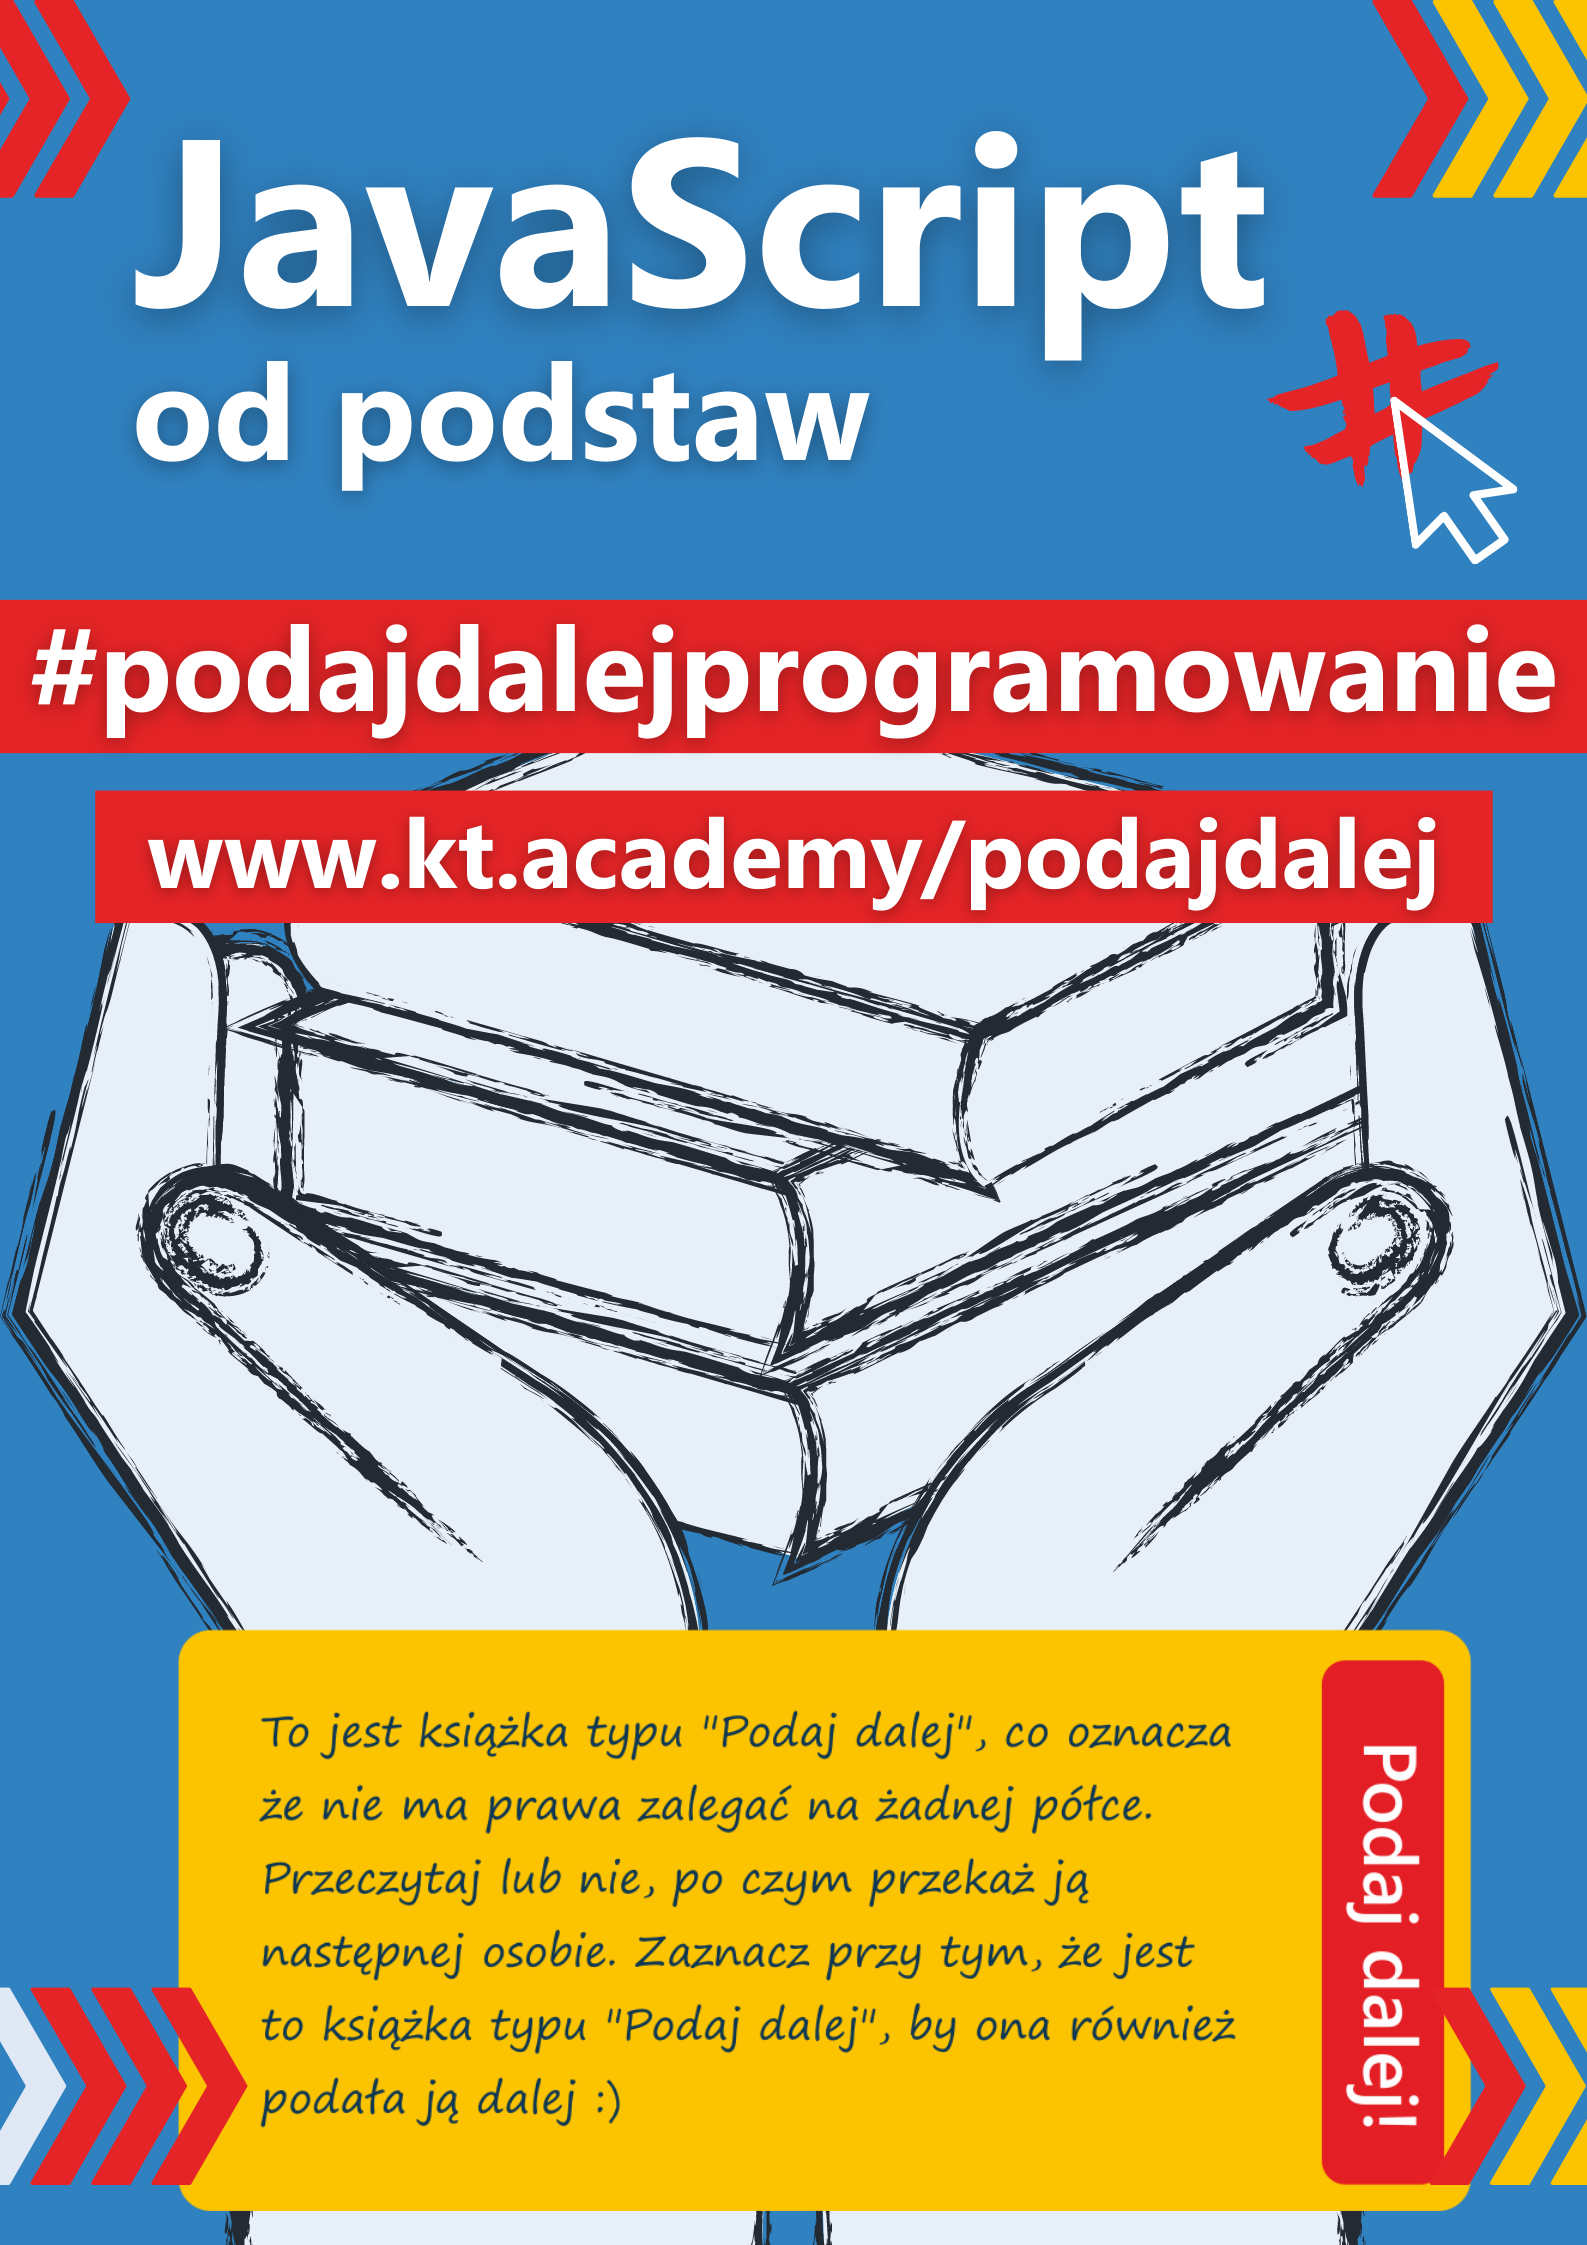 JavaScript
od podstaw
#podajdalejprogramowanie
www.kt.academy/podajdalej
To jest książka typu "Podaj dalej", co oznacza
że nie ma prawa zalegać na żadnej półce.
Przeczytaj lub nie, po czym przekaż ją
następnej osobie. Zaznacz przy tym, że jest
to książka typu "Podaj dalej", by ona również
podała ją dalej :)
Podaj dalej!